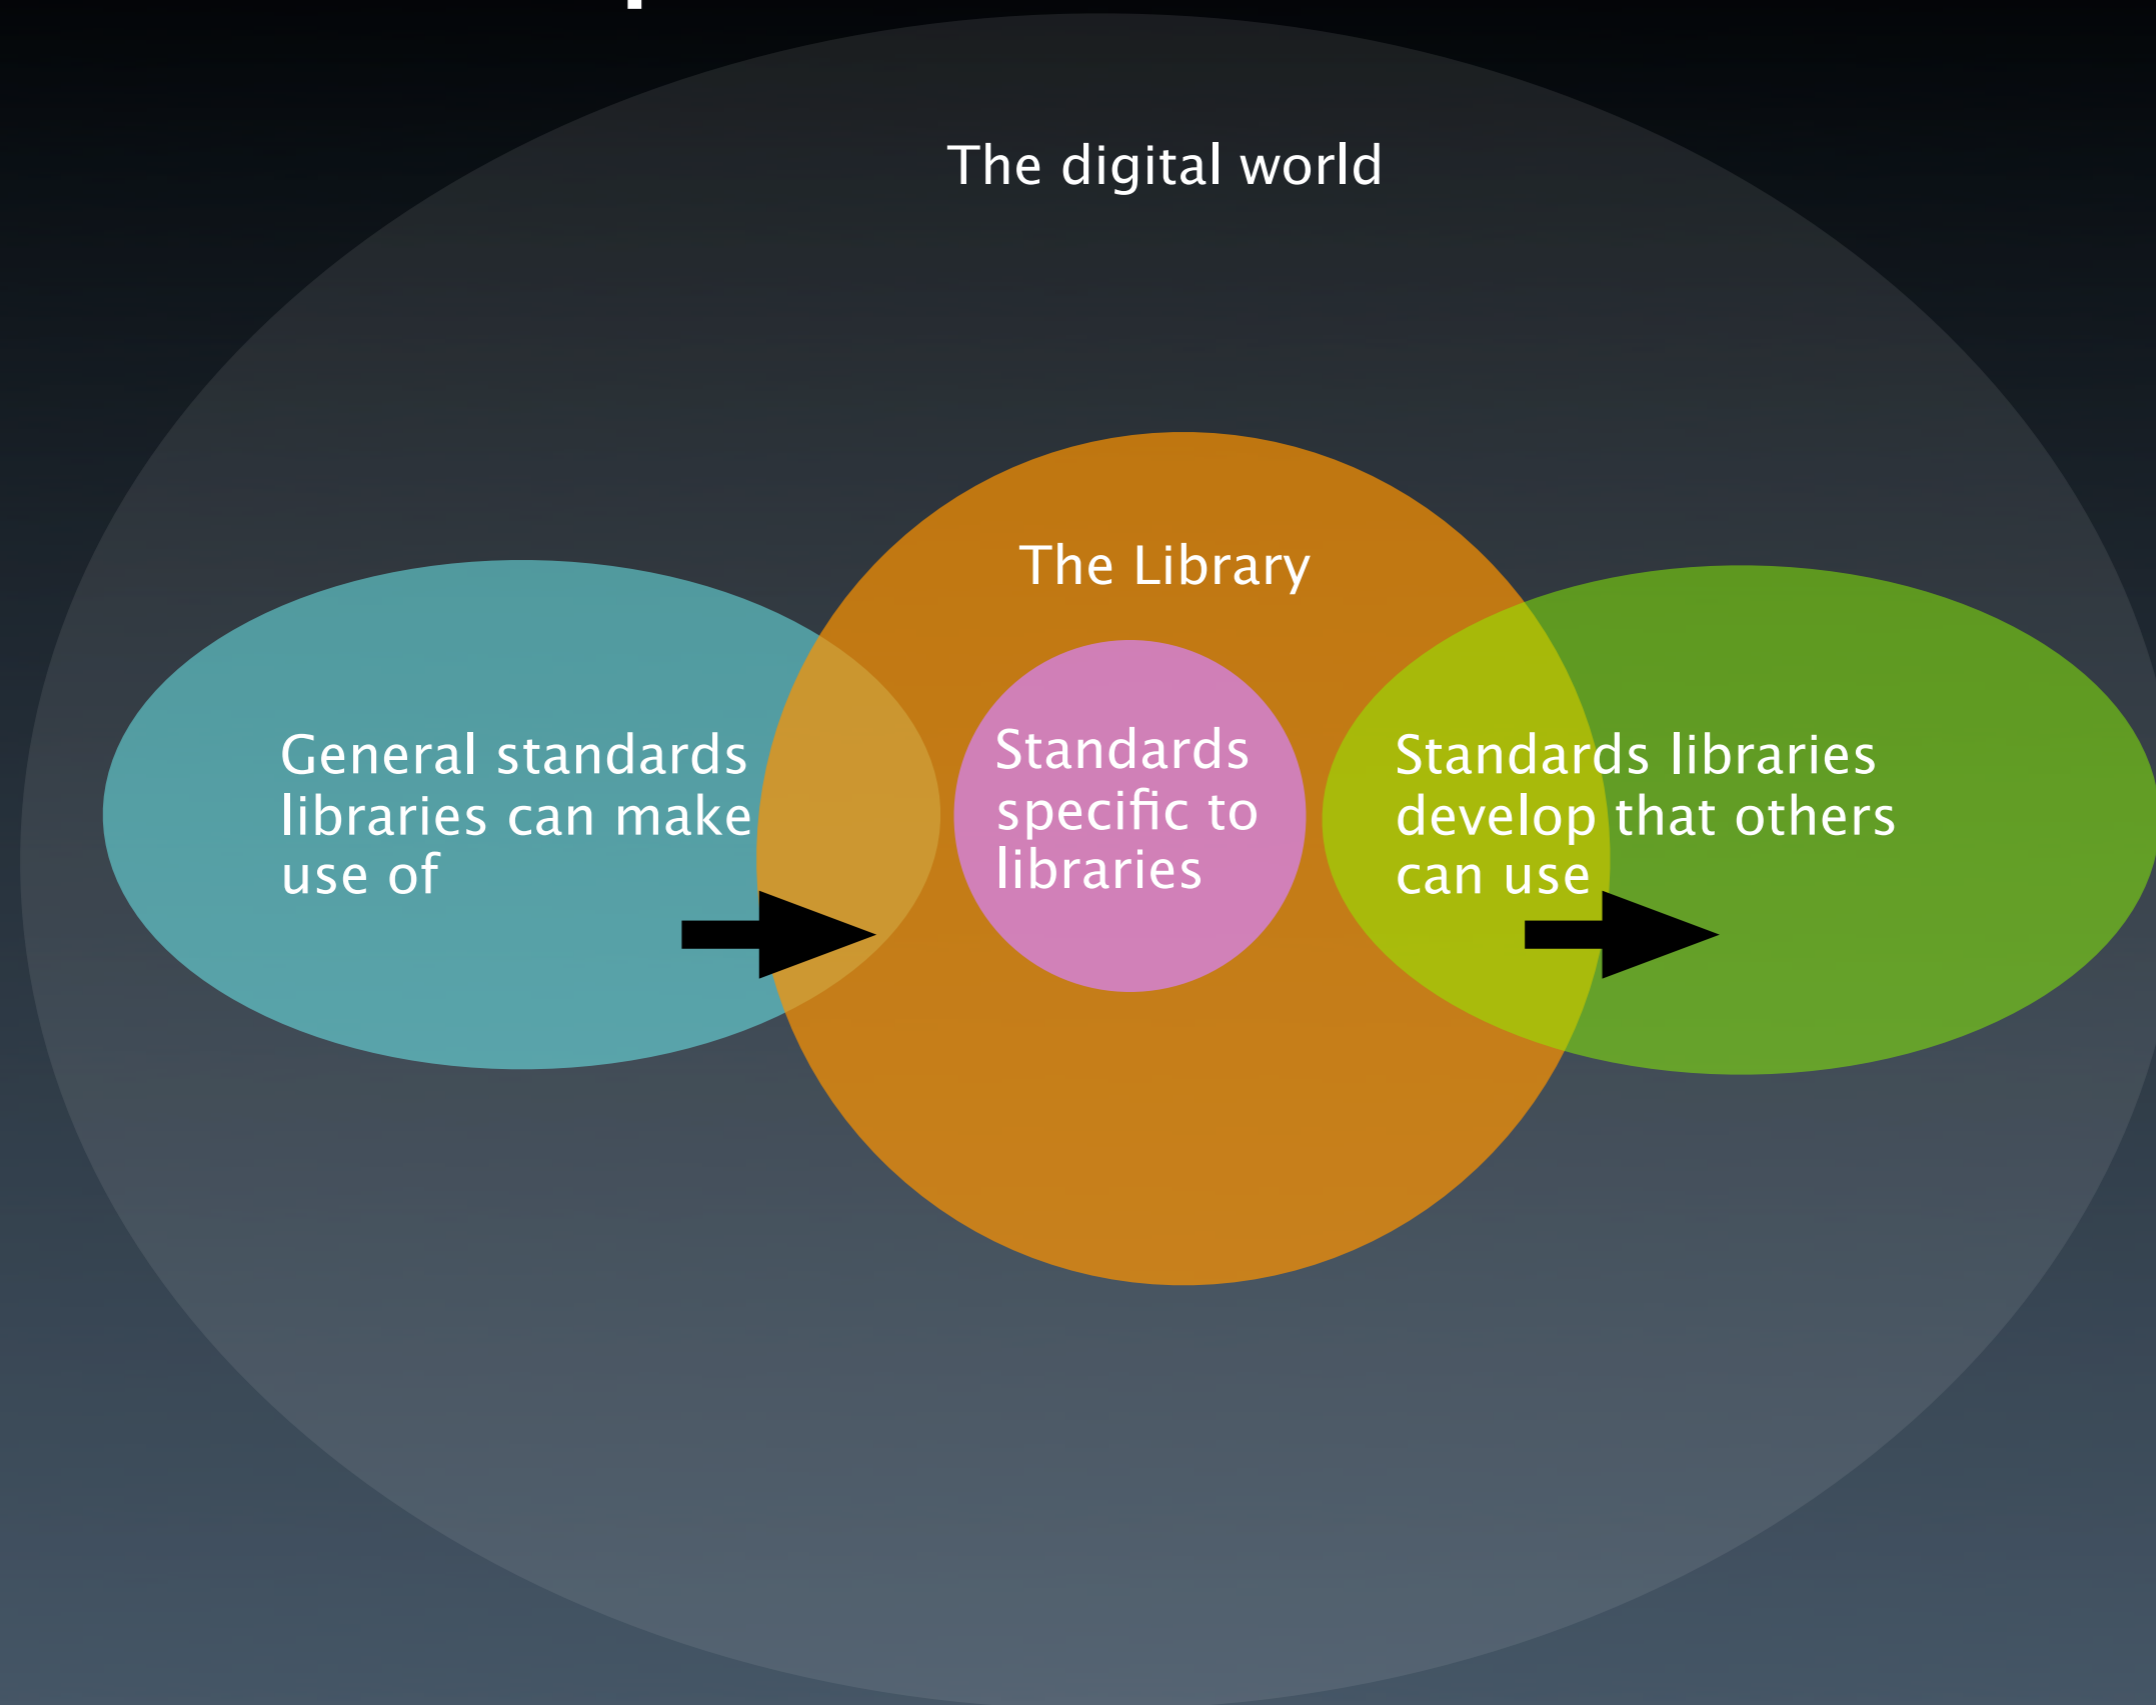 The digital world
The Library
General standards
libraries can make
use of
Standards
specific to
libraries
Standards libraries
develop that others
can use